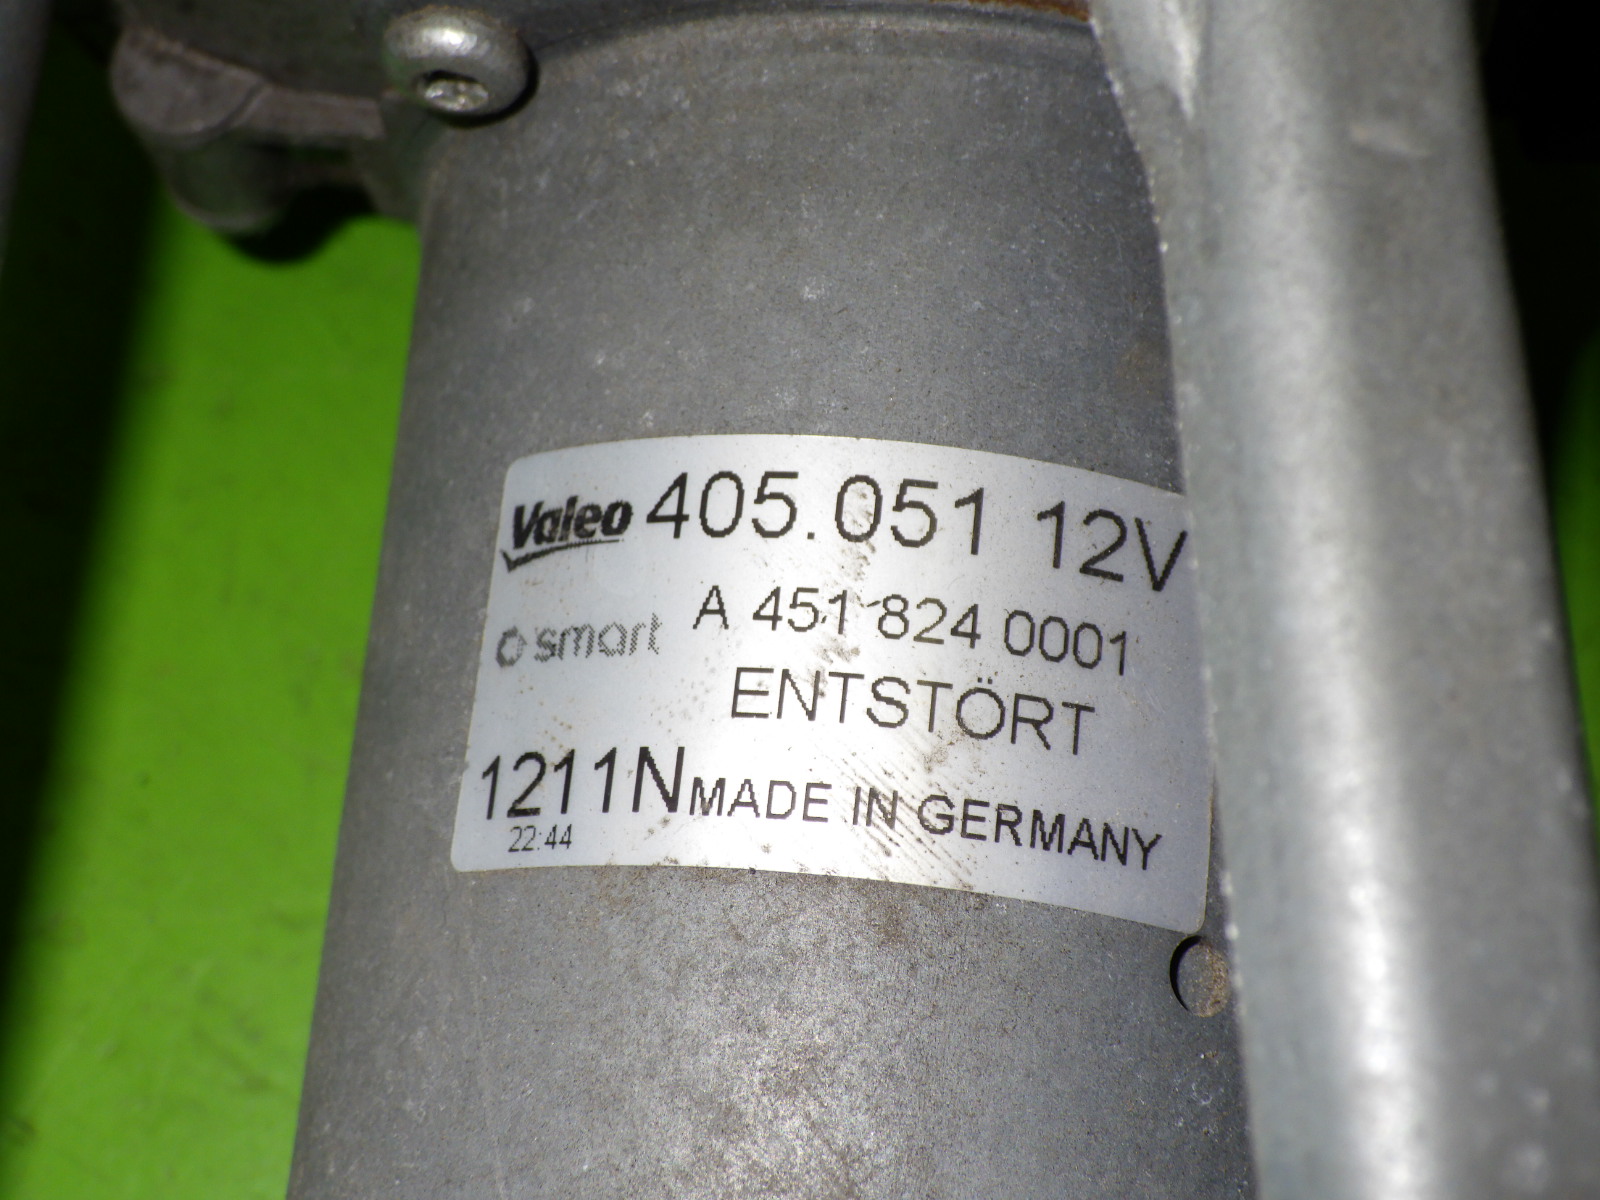 Valeo 405.051 12V
smart A 451 824 0001
ENTSTÖRT
1211N MADE IN GERMANY
22:44